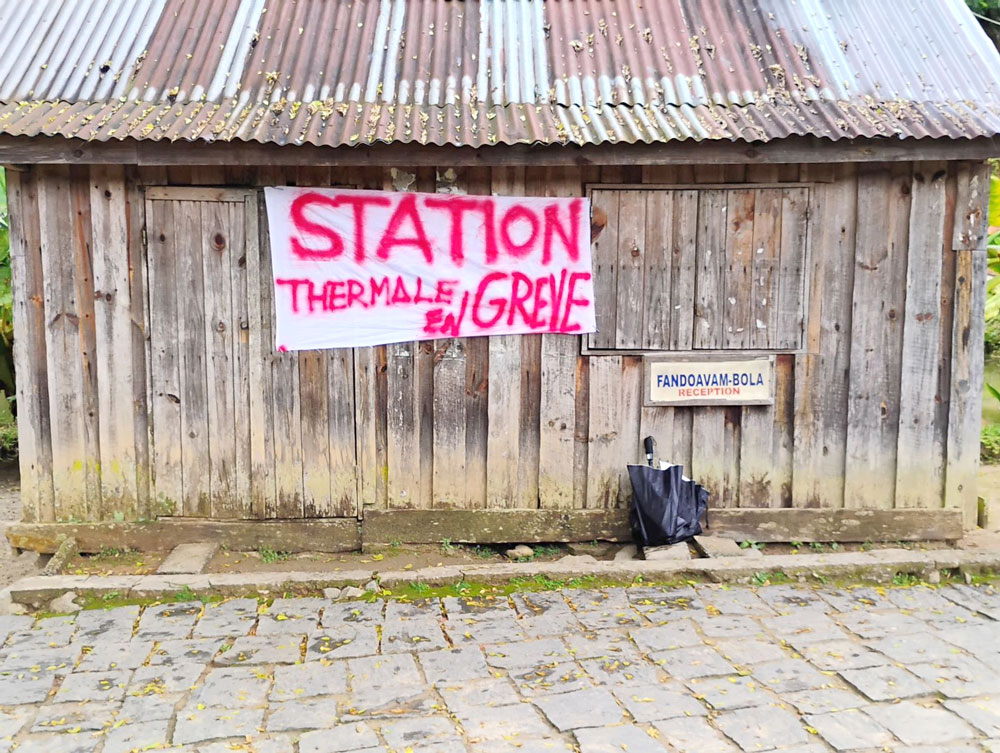 STATION
THERMALE EN GREVE
FANDOAVAM-BOLA
RECEPTION